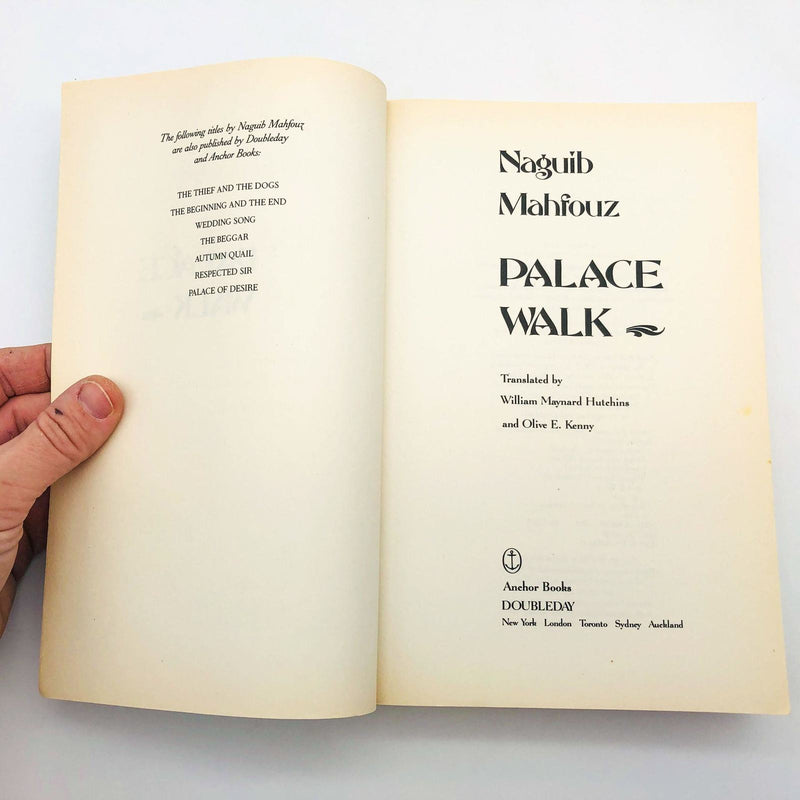 The following titles by Naguib Mahfouz
are also published by Doubleday
and Anchor Books:
THE THIEF AND THE DOGS
THE BEGINNING AND THE END
WEDDING SONG
THE BEGGAR
AUTUMN QUAIL
RESPECTED SIR
PALACE OF DESIRE
Naguib
Mahfouz
PALACE
WALK
Translated by
William Maynard Hutchins
and Olive E. Kenny
Anchor Books
DOUBLEDAY
New York London Toronto Sydney Auckland